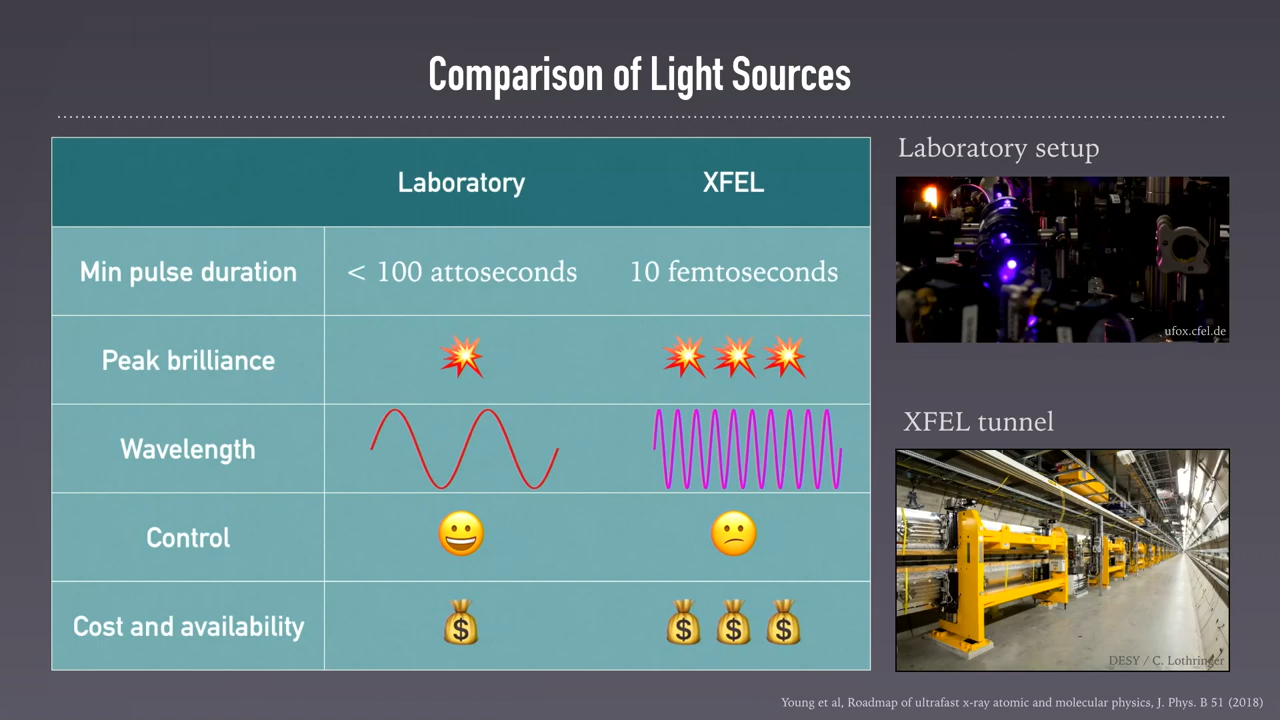 Comparison of Light Sources
Laboratory
XFEL
Min pulse duration
< 100 attoseconds
10 femtoseconds
Peak brilliance
Wavelength
Control
Cost and availability
$
$ $ $
Laboratory setup
ufox.cfel.de
XFEL tunnel
DESY / C. Lothringer
Young et al, Roadmap of ultrafast x-ray atomic and molecular physics, J. Phys. B 51 (2018)